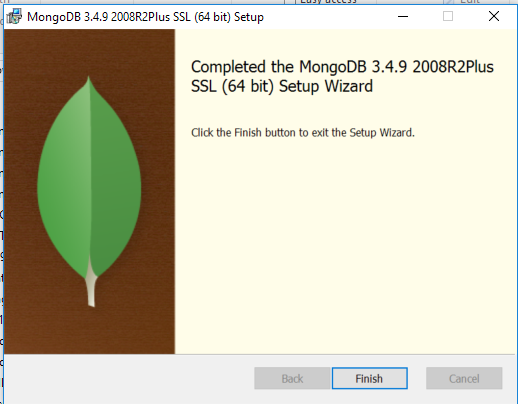 MongoDB 3.4.9 2008R2Plus SSL (64 bit) Setup
Completed the MongoDB 3.4.9 2008R2Plus
SSL (64 bit) Setup Wizard
Click the Finish button to exit the Setup Wizard.
Back
Finish
Cancel